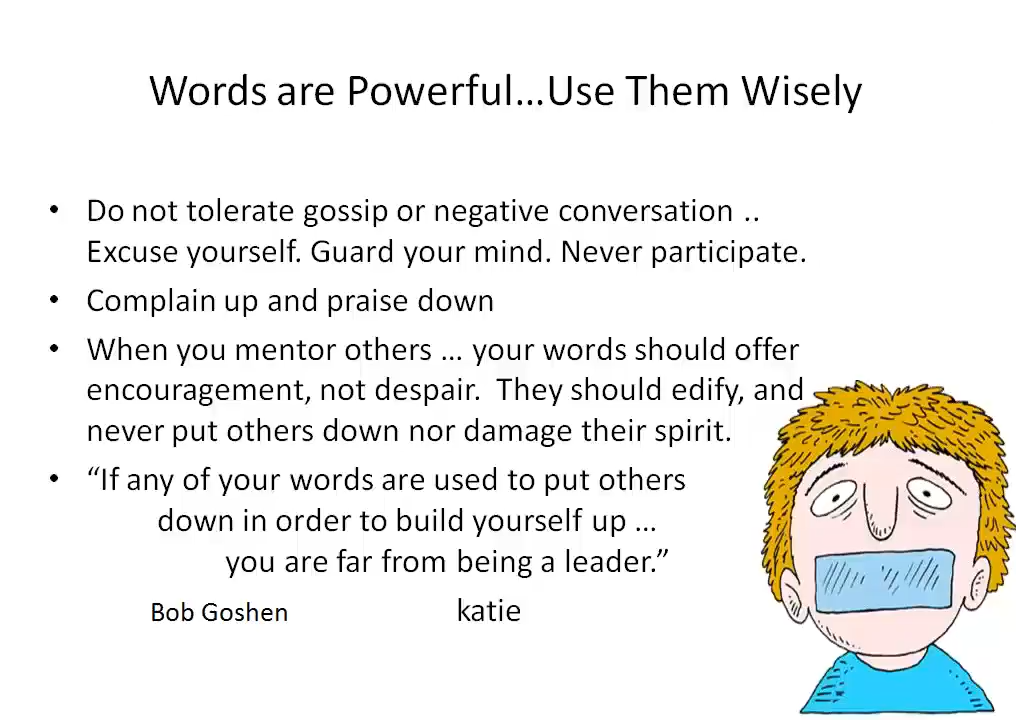 Words are Powerful...Use Them Wisely
• Do not tolerate gossip or negative conversation ..
Excuse yourself. Guard your mind. Never participate.
• Complain up and praise down
• When you mentor others ... your words should offer
encouragement, not despair.  They should edify, and
never put others down nor damage their spirit.
• “If any of your words are used to put others
down in order to build yourself up ...
you are far from being a leader.”
Bob Goshen katie